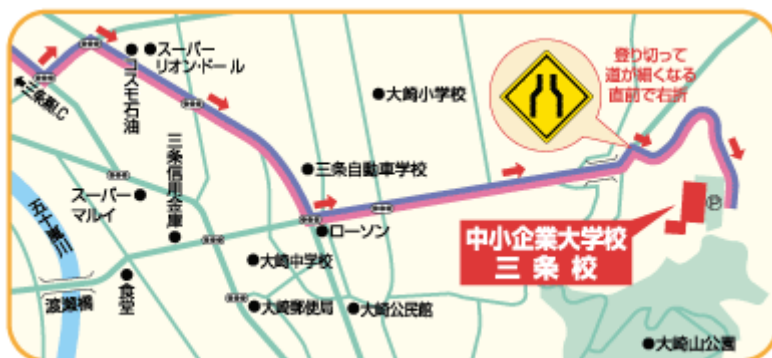 スーパー
リオン・ドール
コスモ石油
三条燕I.C
大崎小学校
登り切って
道が細くなる
直前で右折
三条信用金庫
三条自動車学校
スーパー
マルイ
五十嵐川
ローソン
中小企業大学校
三条校
P
大崎中学校
渡瀬橋
食堂
大崎郵便局
大崎公民館
大崎山公園